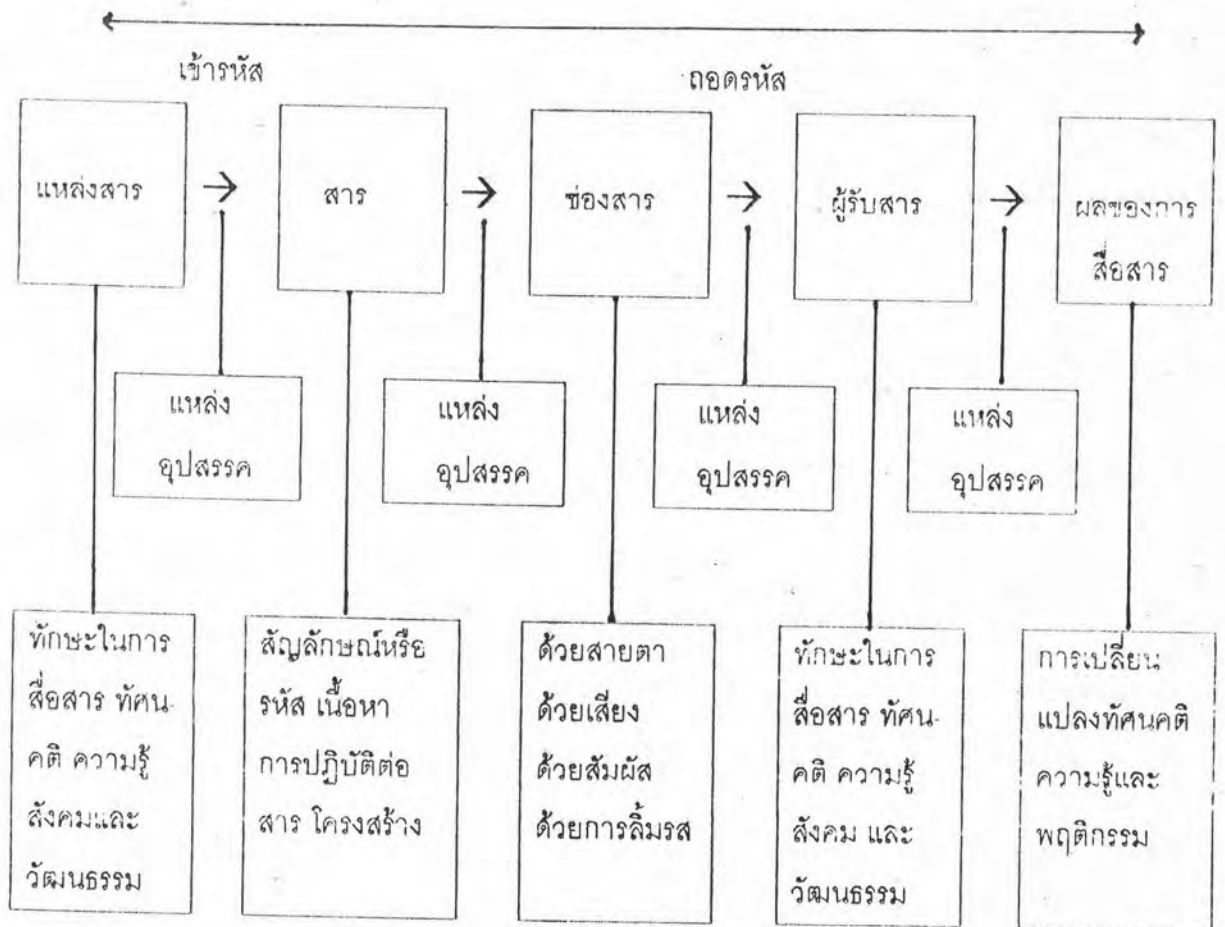 เข้ารหัส
ถอดรหัส
แหล่งสาร
สาร
ช่องสาร
ผู้รับสาร
ผลของการ
สื่อสาร
แหล่ง
อุปสรรค
แหล่ง
อุปสรรค
แหล่ง
อุปสรรค
แหล่ง
อุปสรรค
ทักษะในการ
สื่อสาร ทัศน-
คติ ความรู้
สังคมและ
วัฒนธรรม
สัญลักษณ์หรือ
รหัส เนื้อหา
การปฏิบัติต่อ
สาร โครงสร้าง
ด้วยสายตา
ด้วยเสียง
ด้วยสัมผัส
ด้วยการลิ้มรส
ทักษะในการ
สื่อสาร ทัศน-
คติ ความรู้
สังคม และ
วัฒนธรรม
การเปลี่ยน
แปลงทัศนคติ
ความรู้และ
พฤติกรรม